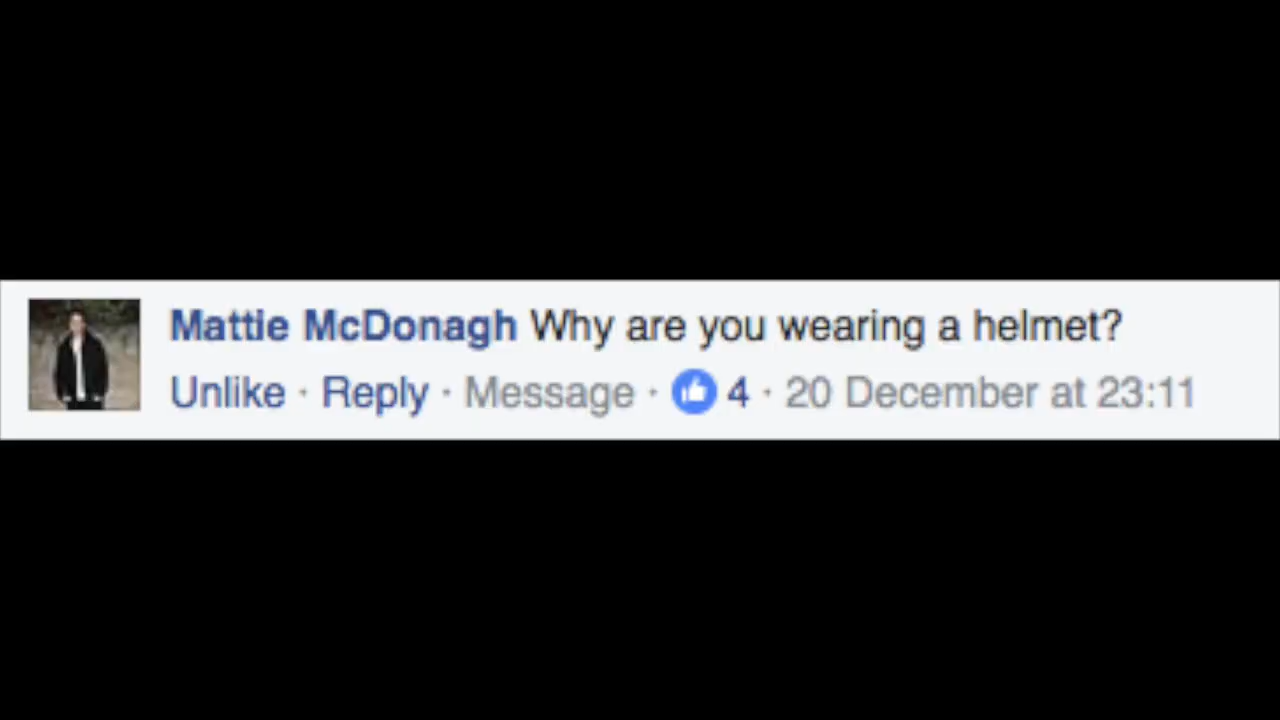 Mattie McDonagh Why are you wearing a helmet?
Unlike · Reply · Message · 4 · 20 December at 23:11